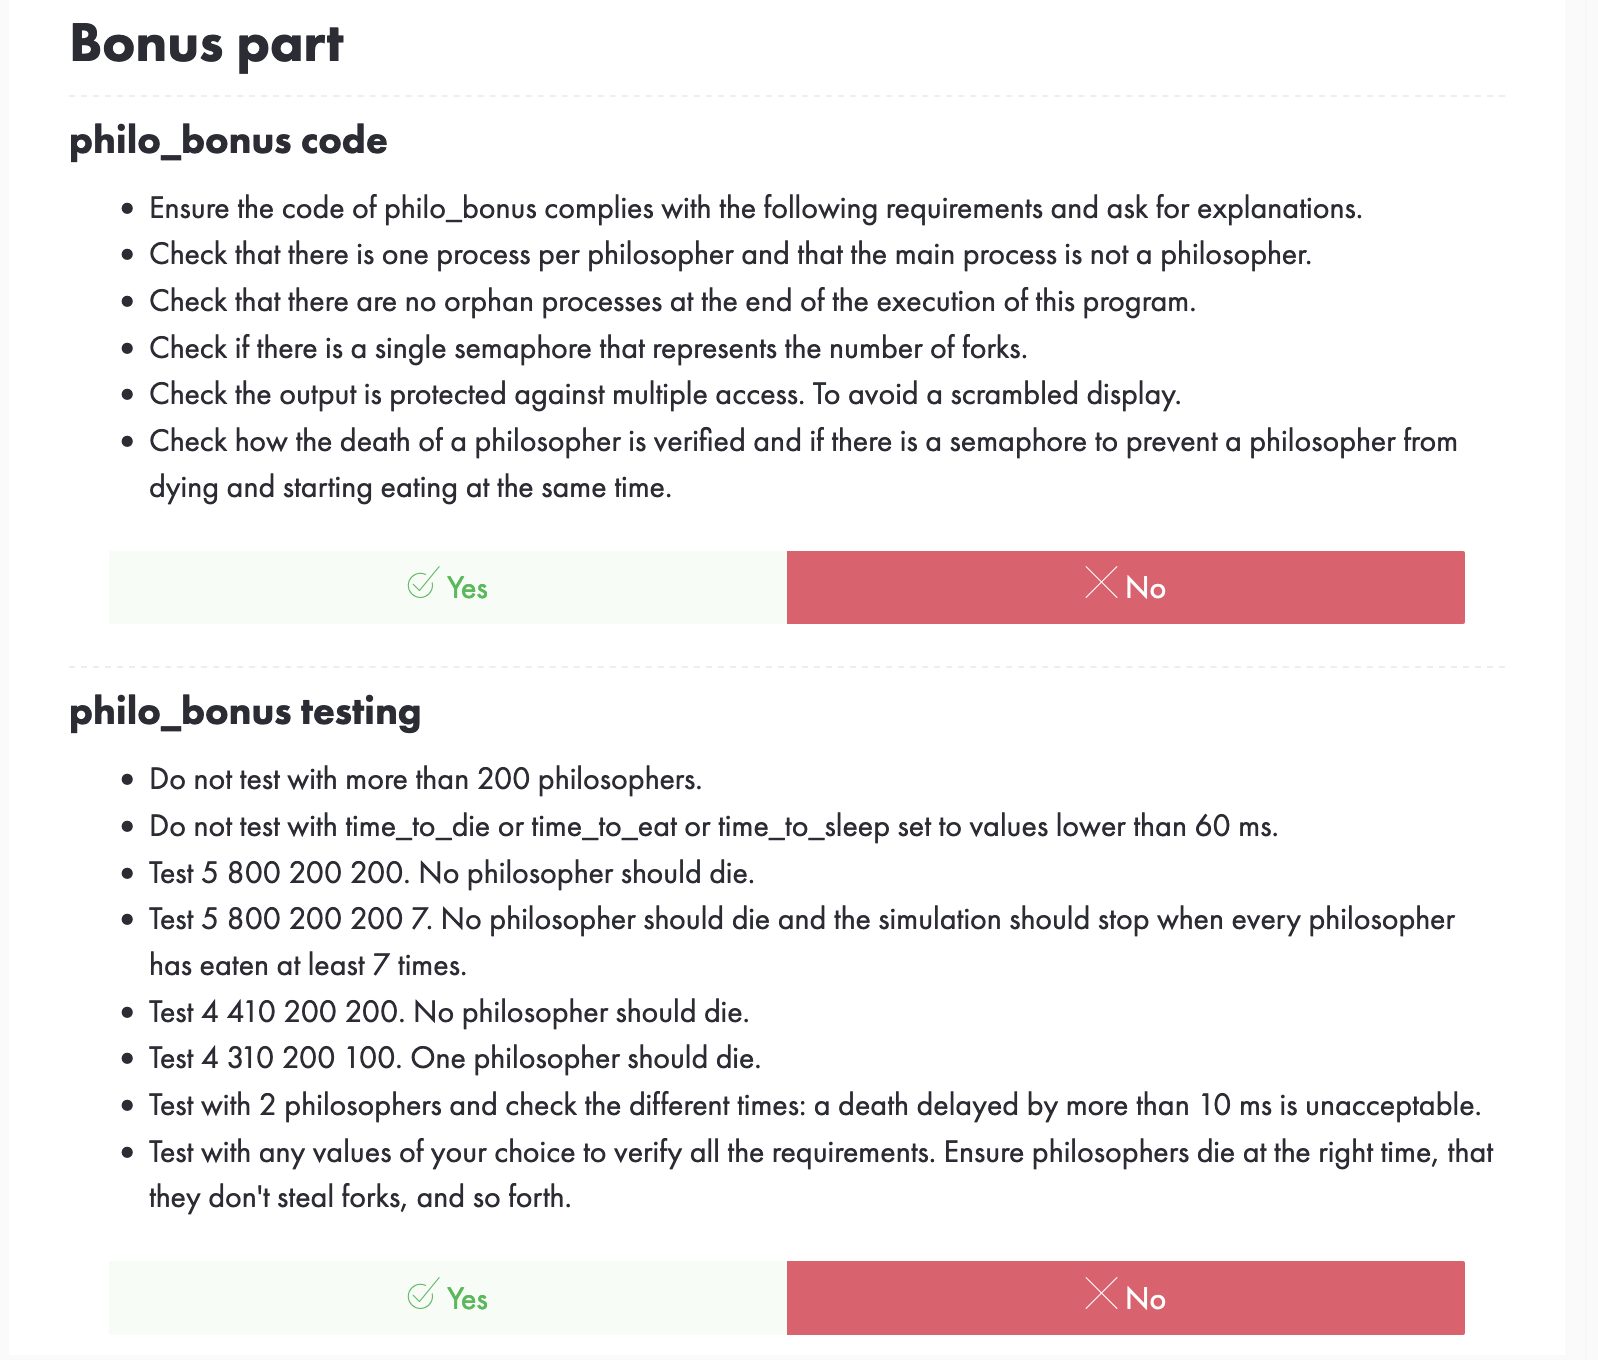 Bonus part
philo_bonus code
• Ensure the code of philo_bonus complies with the following requirements and ask for explanations.
• Check that there is one process per philosopher and that the main process is not a philosopher.
• Check that there are no orphan processes at the end of the execution of this program.
• Check if there is a single semaphore that represents the number of forks.
• Check the output is protected against multiple access. To avoid a scrambled display.
• Check how the death of a philosopher is verified and if there is a semaphore to prevent a philosopher from
dying and starting eating at the same time.
Yes
No
philo_bonus testing
• Do not test with more than 200 philosophers.
• Do not test with time_to_die or time_to_eat or time_to_sleep set to values lower than 60 ms.
• Test 5 800 200 200. No philosopher should die.
• Test 5 800 200 200 7. No philosopher should die and the simulation should stop when every philosopher
has eaten at least 7 times.
• Test 4 410 200 200. No philosopher should die.
• Test 4 310 200 100. One philosopher should die.
• Test with 2 philosophers and check the different times: a death delayed by more than 10 ms is unacceptable.
• Test with any values of your choice to verify all the requirements. Ensure philosophers die at the right time, that
they don't steal forks, and so forth.
Yes
No